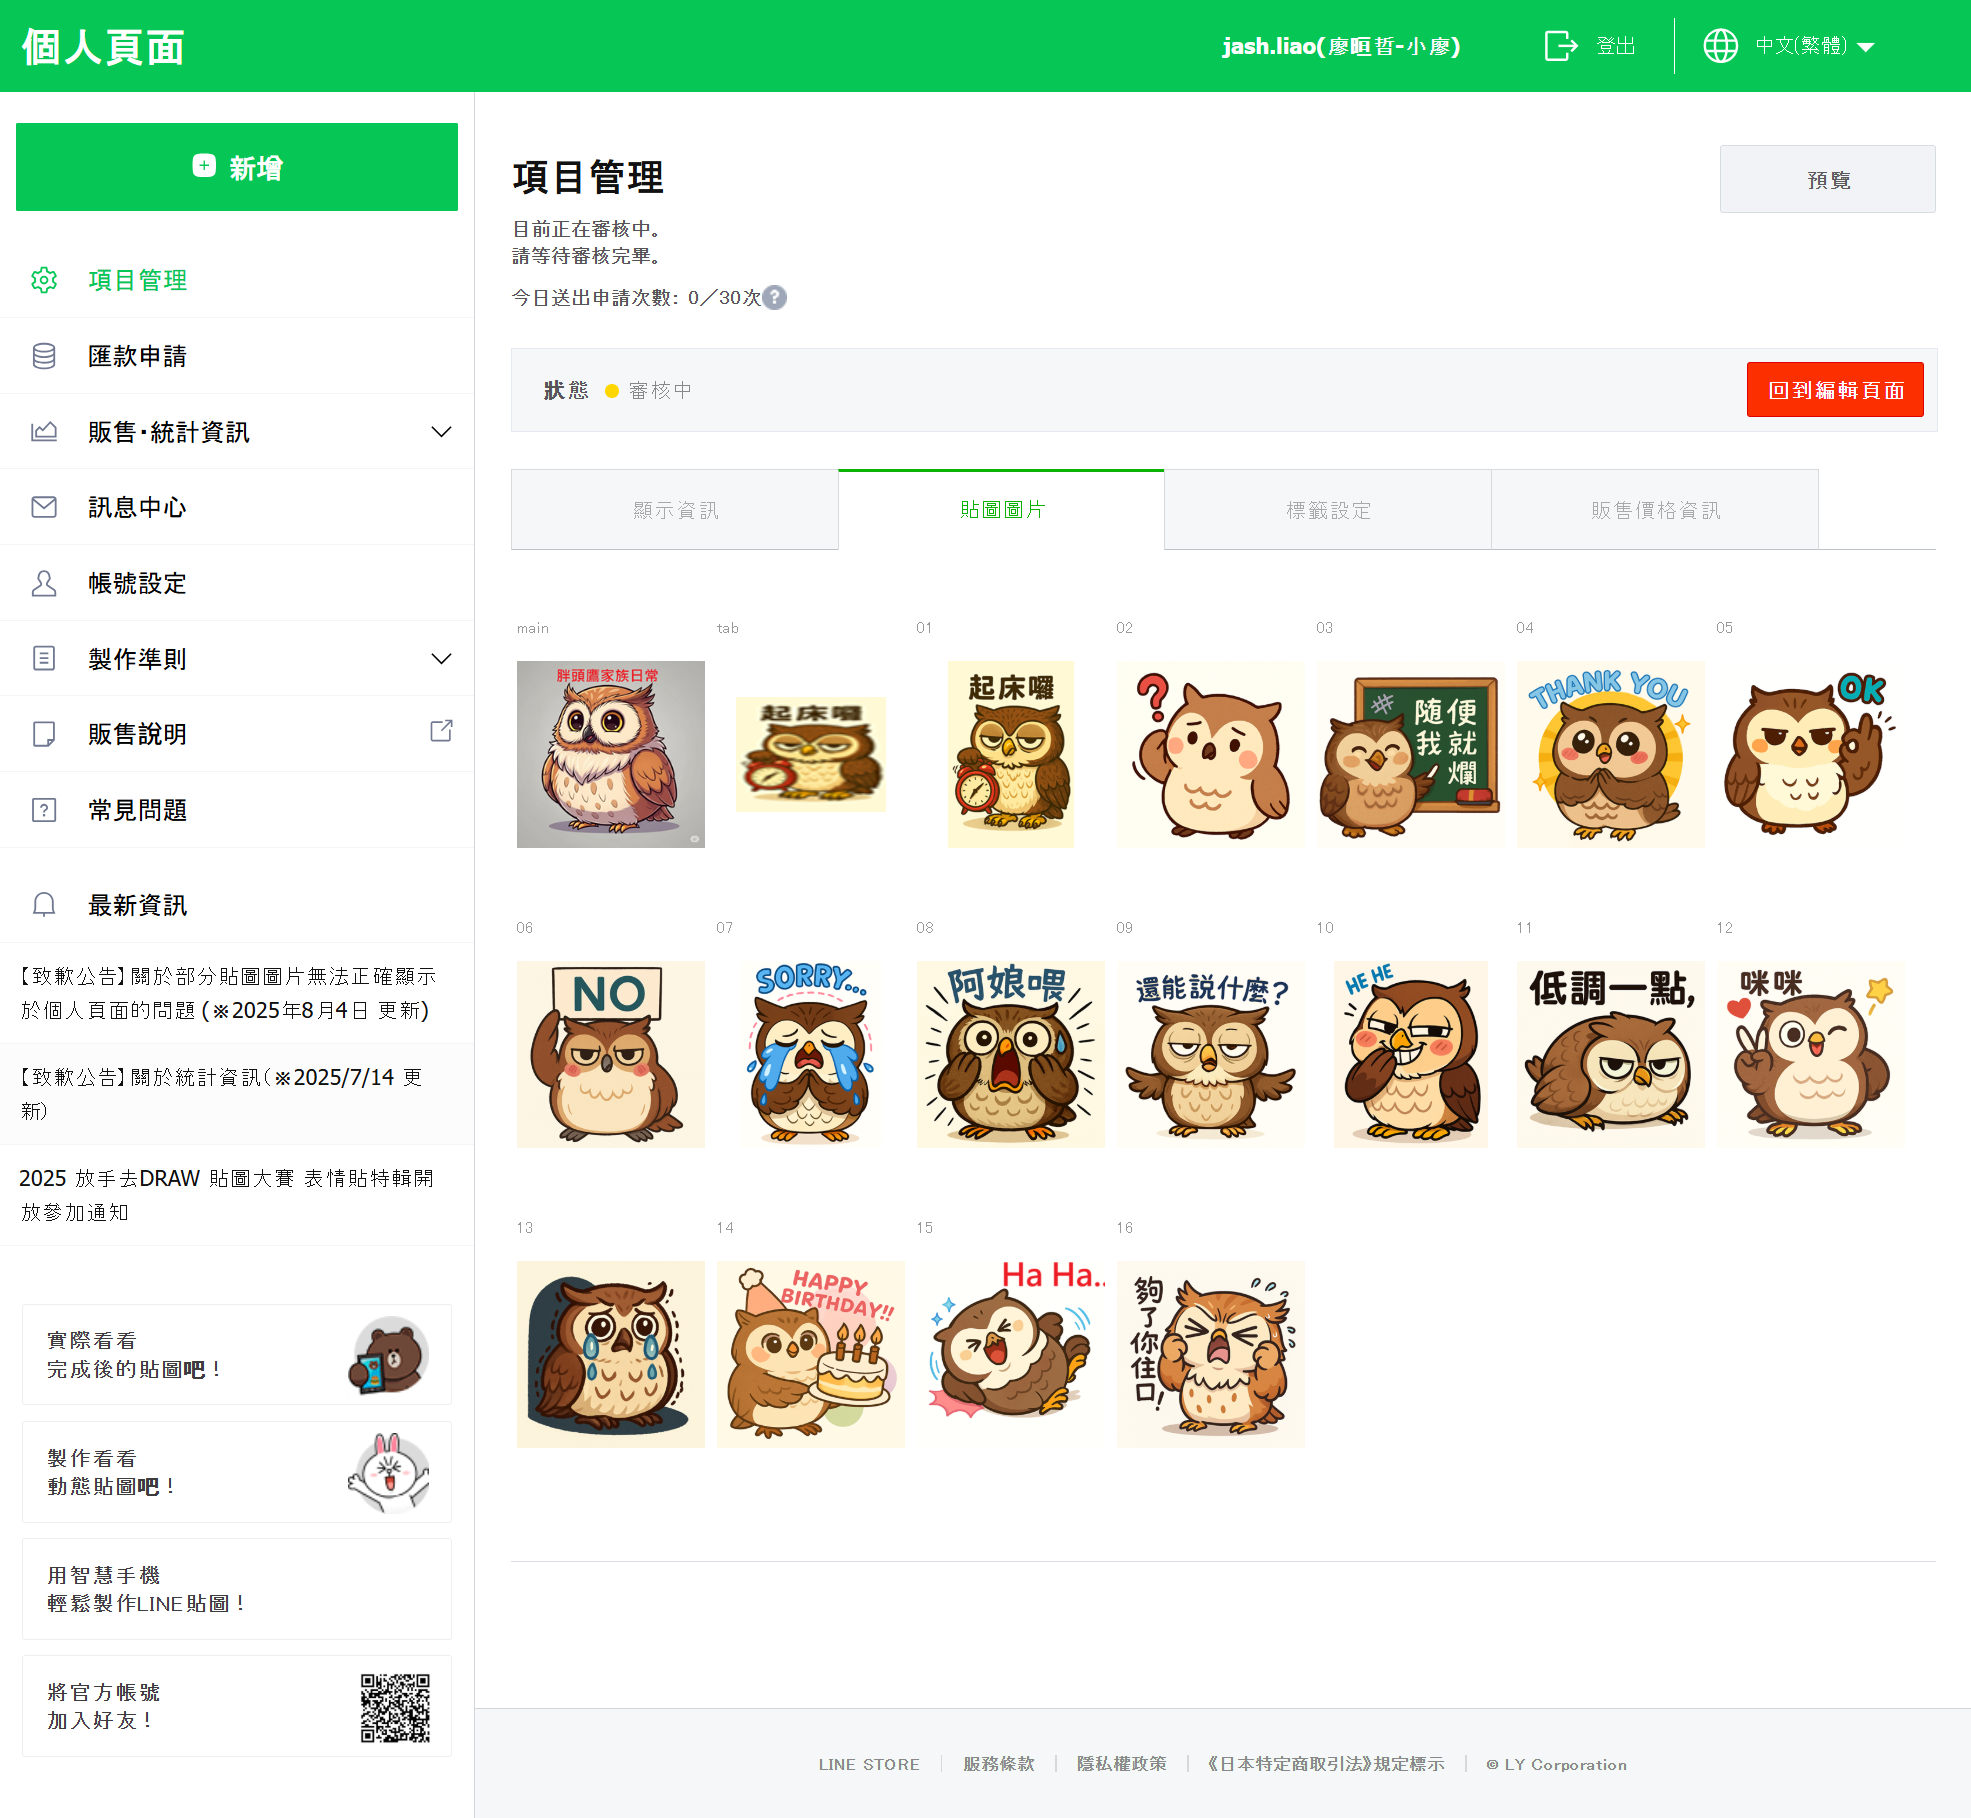 個人頁面
jash.liao(廖晅哲-小廖)
登出
中文(繁體)
新增
項目管理
匯款申請
販售·統計資訊
訊息中心
帳號設定
製作準則
販售說明
常見問題
最新資訊
【致歉公告】關於部分貼圖圖片無法正確顯示
於個人頁面的問題 (※2025年8月4日 更新)
【致歉公告】關於統計資訊(※2025/7/14 更
新)
2025 放手去DRAW 貼圖大賽 表情貼特輯開
放參加通知
實際看看
完成後的貼圖吧！
製作看看
動態貼圖吧！
用智慧手機
輕鬆製作LINE貼圖！
將官方帳號
加入好友！
項目管理
預覽
目前正在審核中。
請等待審核完畢。
今日送出申請次數: 0／30次
?
狀態
審核中
回到編輯頁面
顯示資訊
貼圖圖片
標籤設定
販售價格資訊
main
tab
01
02
03
04
05
胖頭鷹家族日常
起床囉
起床囉
?
#
隨便
我就
爛
THANK YOU
OK
06
07
08
09
10
11
12
NO
SORRY...
阿娘喂
還能説什麼?
HE HE
低調一點,
咪咪
13
14
15
16
HAPPY
BIRTHDAY!!
Ha Ha..
夠了你住口!
LINE STORE
服務條款
隱私權政策
《日本特定商取引法》規定標示
© LY Corporation